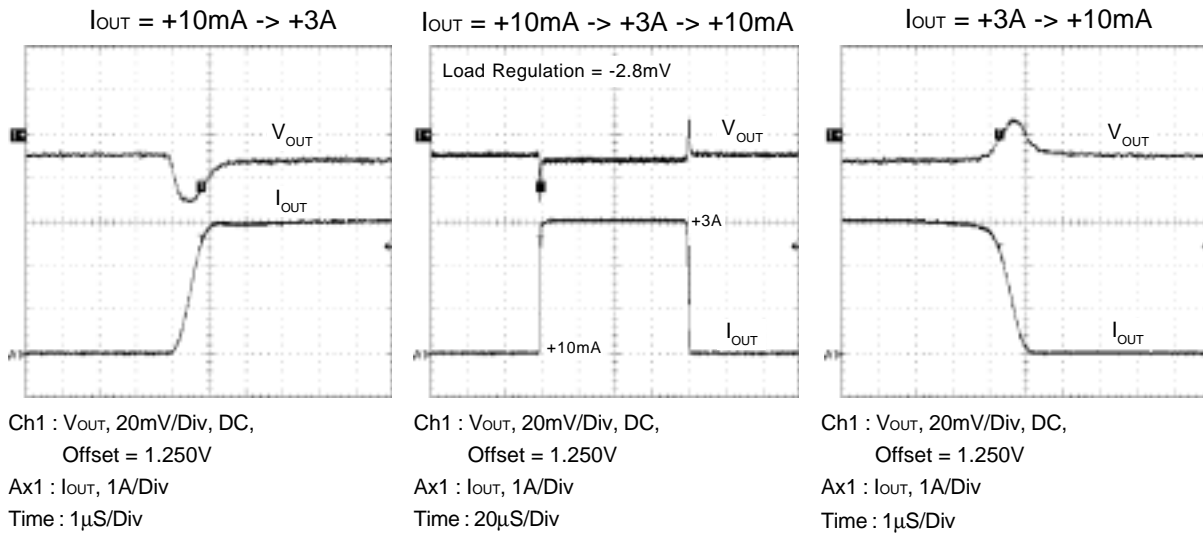 IOUT = +10mA -> +3A
VOUT
IOUT
Ch1 : VOUT, 20mV/Div, DC,
Offset = 1.250V
Ax1 : IOUT, 1A/Div
Time : 1µS/Div
IOUT = +10mA -> +3A -> +10mA
Load Regulation = -2.8mV
VOUT
+3A
+10mA
IOUT
Ch1 : VOUT, 20mV/Div, DC,
Offset = 1.250V
Ax1 : IOUT, 1A/Div
Time : 20µS/Div
IOUT = +3A -> +10mA
VOUT
IOUT
Ch1 : VOUT, 20mV/Div, DC,
Offset = 1.250V
Ax1 : IOUT, 1A/Div
Time : 1µS/Div